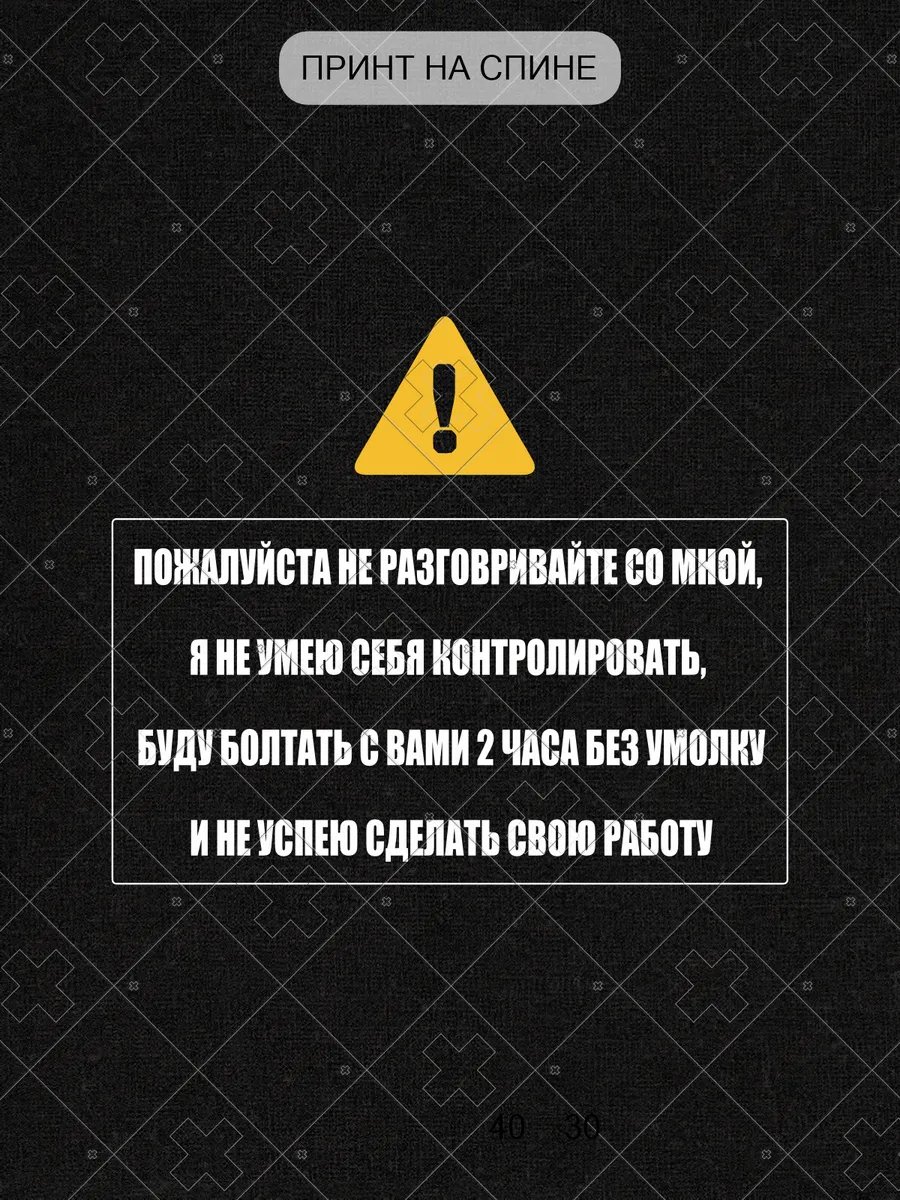 ПРИНТ НА СПИНЕ
!
ПОЖАЛУЙСТА НЕ РАЗГОВРИВАЙТЕ СО МНОЙ,
Я НЕ УМЕЮ СЕБЯ КОНТРОЛИРОВАТЬ,
БУДУ БОЛТАТЬ С ВАМИ 2 ЧАСА БЕЗ УМОЛКУ
И НЕ УСПЕЮ СДЕЛАТЬ СВОЮ РАБОТУ
40 30